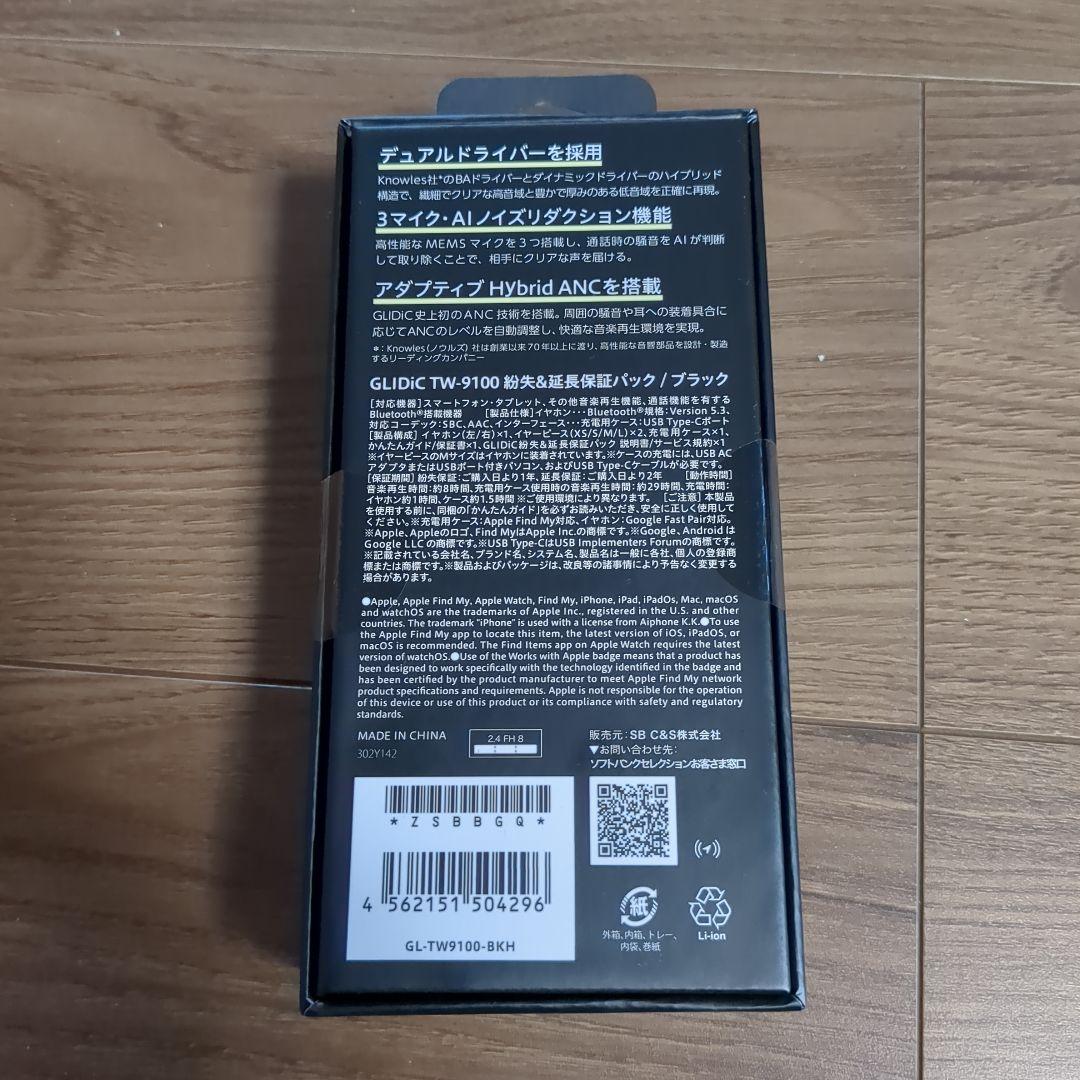 デュアルドライバーを採用
Knowles社*のBAドライバーとダイナミックドライバーのハイブリッド
構造で、繊細でクリアな高音域と豊かで厚みのある低音域を正確に再現。
3マイク・AIノイズリダクション機能
高性能なMEMSマイクを3つ搭載し、通話時の騒音をAIが判断
して取り除くことで、相手にクリアな声を届ける。
アダプティブ Hybrid ANCを搭載
GLIDiC史上初のANC技術を搭載。周囲の騒音や耳への装着具合に
応じてANCのレベルを自動調整し、快適な音楽再生環境を実現。
*：Knowles(ノウルズ)社は創業以来70年以上に渡り、高性能な音響部品を設計・製造
するリーディングカンパニー
GLIDiC TW-9100 紛失&延長保証パック / ブラック
[対応機器]スマートフォン・タブレット、その他音楽再生機能、通話機能を有する
Bluetooth®搭載機器 [製品仕様]イヤホン･･･Bluetooth®規格：Version 5.3、
対応コーデック：SBC、AAC、インターフェース･･･充電用ケース：USB Type-Cポート
[製品構成] イヤホン(左/右)×1、イヤーピース(XS/S/M/L)×2、充電用ケース×1、
かんたんガイド/保証書×1、GLIDiC紛失&延長保証パック 説明書/サービス規約×1
※イヤーピースのMサイズはイヤホンに装着されています。※ケースの充電には、USB AC
アダプタまたはUSBポート付きパソコン、およびUSB Type-Cケーブルが必要です。
[保証期間] 紛失保証：ご購入日より1年、延長保証：ご購入日より2年 [動作時間]
音楽再生時間：約8時間、充電用ケース使用時の音楽再生時間：約29時間、充電時間：
イヤホン約1時間、ケース約1.5時間 ※ご使用環境により異なります。 [ご注意] 本製品
を使用する前に、同梱の「かんたんガイド」を必ずお読みいただき、安全に正しく使用して
ください。※充電用ケース：Apple Find My対応、イヤホン：Google Fast Pair対応。
※Apple、Appleのロゴ、Find MyはApple Inc.の商標です。※Google、Android は
Google LLC の商標です。※USB Type-CはUSB Implementers Forumの商標です。
※記載されている会社名、ブランド名、システム名、製品名は一般に各社、個人の登録商
標または商標です。※製品およびパッケージは、改良等の諸事情により予告なく変更する
場合があります。
●Apple, Apple Find My, Apple Watch, Find My, iPhone, iPad, iPadOs, Mac, macOS
and watchOS are the trademarks of Apple Inc., registered in the U.S. and other
countries. The trademark "iPhone" is used with a license from Aiphone K.K.●To use
the Apple Find My app to locate this item, the latest version of iOS, iPadOS, or
macOS is recommended. The Find Items app on Apple Watch requires the latest
version of watchOS.●Use of the Works with Apple badge means that a product has
been designed to work specifically with the technology identified in the badge and
has been certified by the product manufacturer to meet Apple Find My network
product specifications and requirements. Apple is not responsible for the operation
of this device or use of this product or its compliance with safety and regulatory
standards.
MADE IN CHINA
302Y142
2.4 FH 8
販売元：SB C&S株式会社
▼お問い合わせ先：
ソフトバンクセレクションお客さま窓口
* Z S B B G Q *
4 562151 504296
GL-TW9100-BKH
紙
外箱、内箱、トレー、
内袋、巻紙
Li-ion